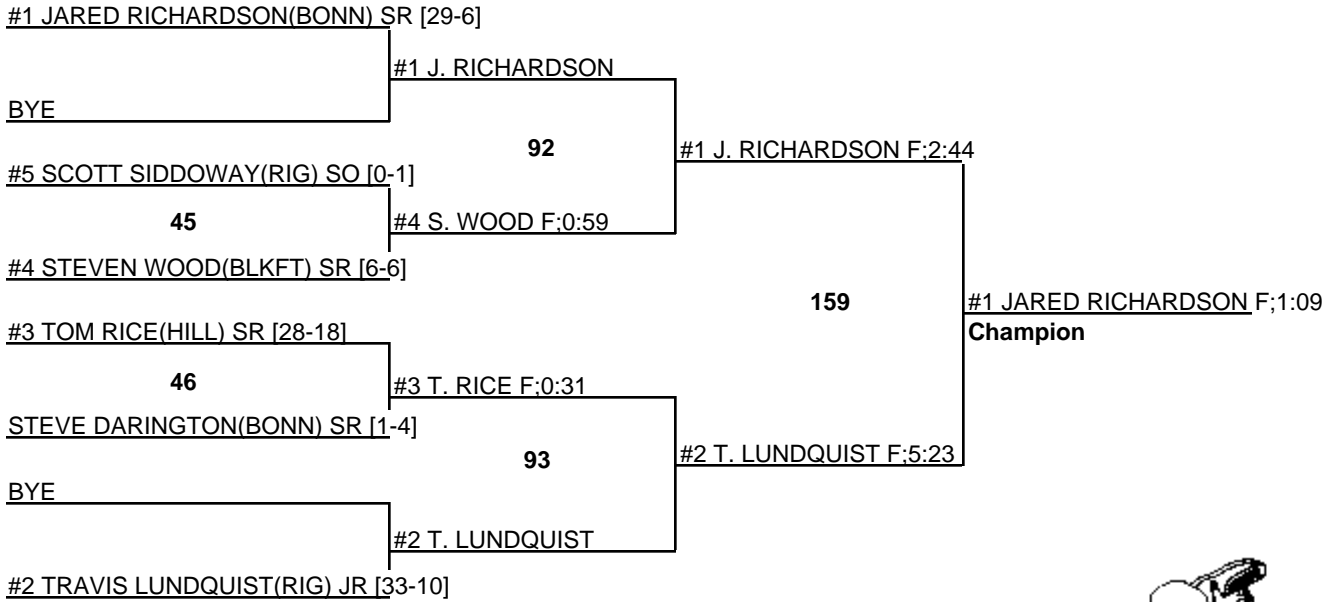 #1 JARED RICHARDSON(BONN) SR [29-6]
#1 J. RICHARDSON
BYE
92
#1 J. RICHARDSON F;2:44
#5 SCOTT SIDDOWAY(RIG) SO [0-1]
45
#4 S. WOOD F;0:59
#4 STEVEN WOOD(BLKFT) SR [6-6]
159
#1 JARED RICHARDSON F;1:09
Champion
#3 TOM RICE(HILL) SR [28-18]
46
#3 T. RICE F;0:31
STEVE DARINGTON(BONN) SR [1-4]
93
#2 T. LUNDQUIST F;5:23
BYE
#2 T. LUNDQUIST
#2 TRAVIS LUNDQUIST(RIG) JR [33-10]